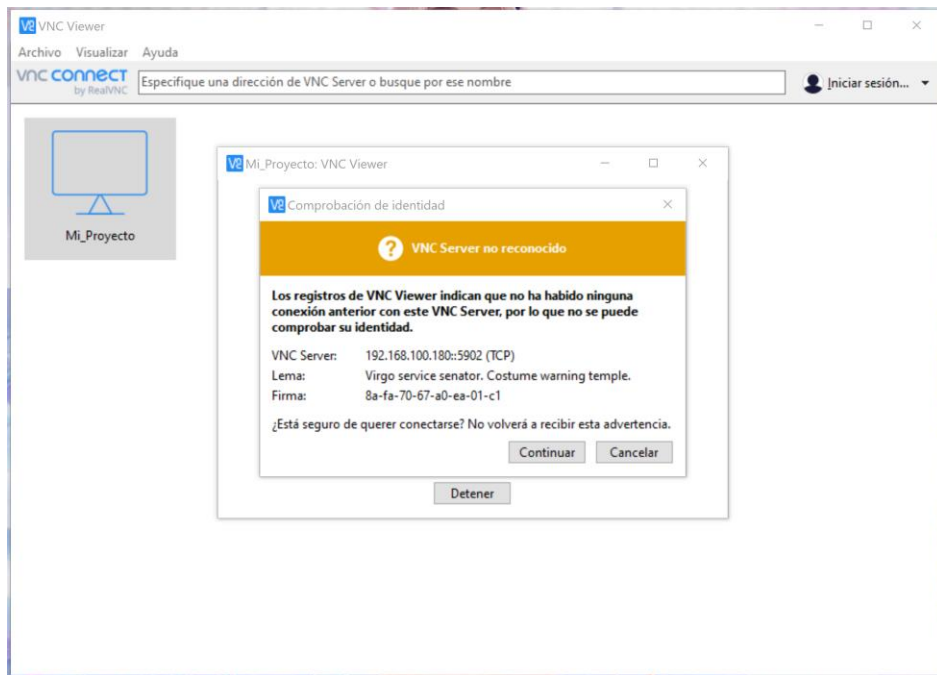 VNC Viewer
Archivo Visualizar Ayuda
vnc connect
by RealVNC
Especifique una dirección de VNC Server o busque por ese nombre
Iniciar sesión...
Mi_Proyecto
Mi_Proyecto: VNC Viewer
Comprobación de identidad
VNC Server no reconocido
Los registros de VNC Viewer indican que no ha habido ninguna
conexión anterior con este VNC Server, por lo que no se puede
comprobar su identidad.
VNC Server: 192.168.100.180::5902 (TCP)
Lema: Virgo service senator. Costume warning temple.
Firma: 8a-fa-70-67-a0-ea-01-c1
¿Está seguro de querer conectarse? No volverá a recibir esta advertencia.
Continuar Cancelar
Detener